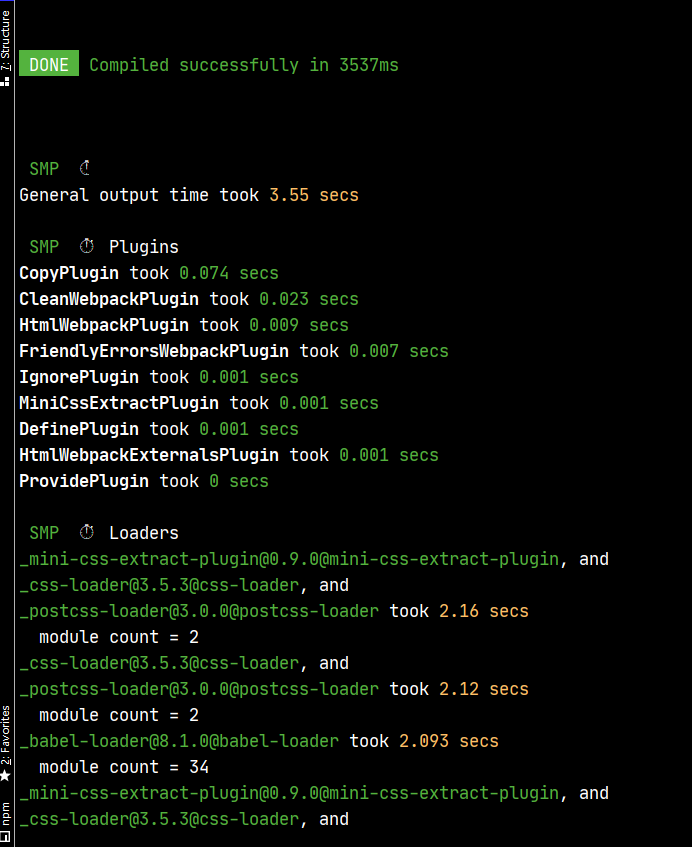 7: Structure
DONE Compiled successfully in 3537ms
SMP ⏱
General output time took 3.55 secs
SMP ⏱ Plugins
CopyPlugin took 0.074 secs
CleanWebpackPlugin took 0.023 secs
HtmlWebpackPlugin took 0.009 secs
FriendlyErrorsWebpackPlugin took 0.007 secs
IgnorePlugin took 0.001 secs
MiniCssExtractPlugin took 0.001 secs
DefinePlugin took 0.001 secs
HtmlWebpackExternalsPlugin took 0.001 secs
ProvidePlugin took 0 secs
SMP ⏱ Loaders
_mini-css-extract-plugin@0.9.0@mini-css-extract-plugin, and
_css-loader@3.5.3@css-loader, and
_postcss-loader@3.0.0@postcss-loader took 2.16 secs
module count = 2
_css-loader@3.5.3@css-loader, and
_postcss-loader@3.0.0@postcss-loader took 2.12 secs
module count = 2
_babel-loader@8.1.0@babel-loader took 2.093 secs
module count = 34
_mini-css-extract-plugin@0.9.0@mini-css-extract-plugin, and
_css-loader@3.5.3@css-loader, and
2: Favorites
npm